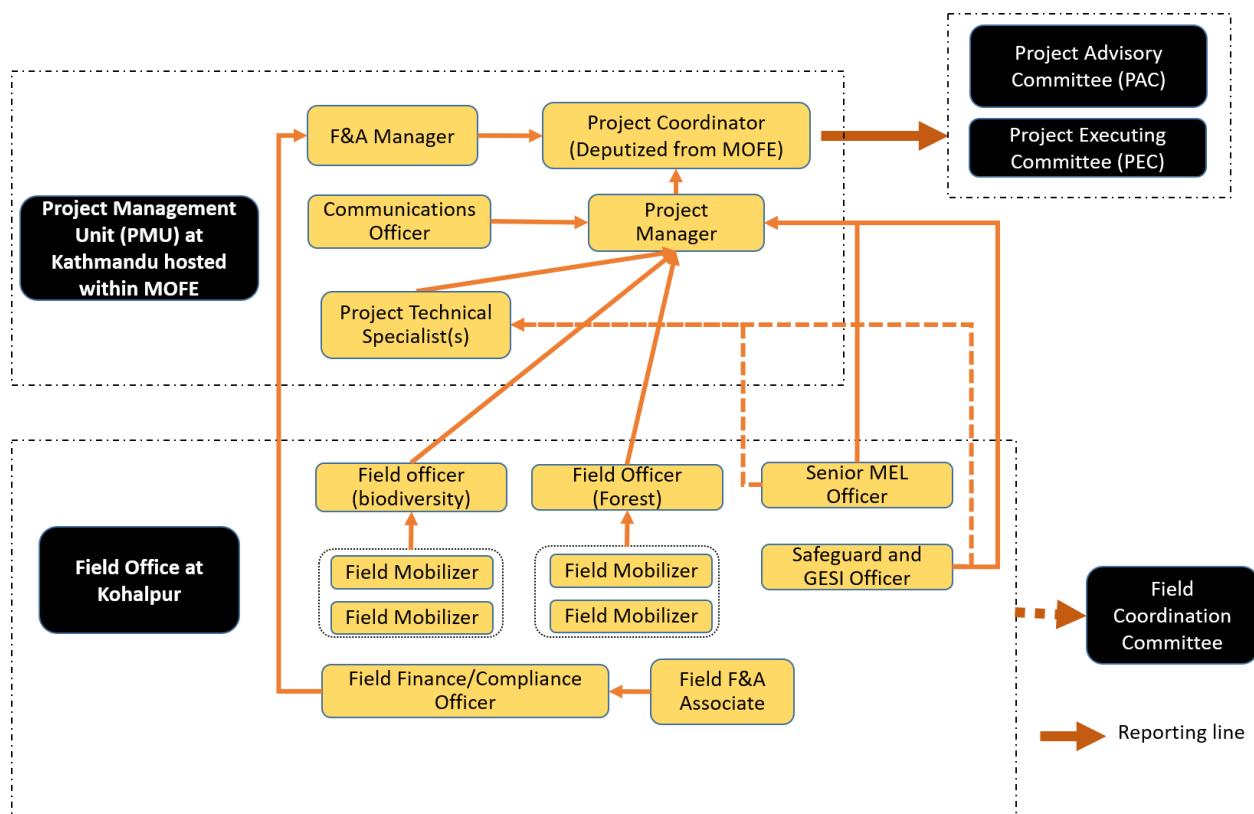 Project Advisory
Committee (PAC)
Project Executing
Committee (PEC)
F&A Manager
Project Coordinator
(Deputized from MOFE)
Communications
Officer
Project
Manager
Project Management
Unit (PMU) at
Kathmandu hosted
within MOFE
Project Technical
Specialist(s)
Field officer
(biodiversity)
Field Officer
(Forest)
Senior MEL
Officer
Field Office at
Kohalpur
Field Mobilizer
Field Mobilizer
Field Mobilizer
Field Mobilizer
Safeguard and
GESI Officer
Field
Coordination
Committee
Field Finance/Compliance
Officer
Field F&A
Associate
Reporting line